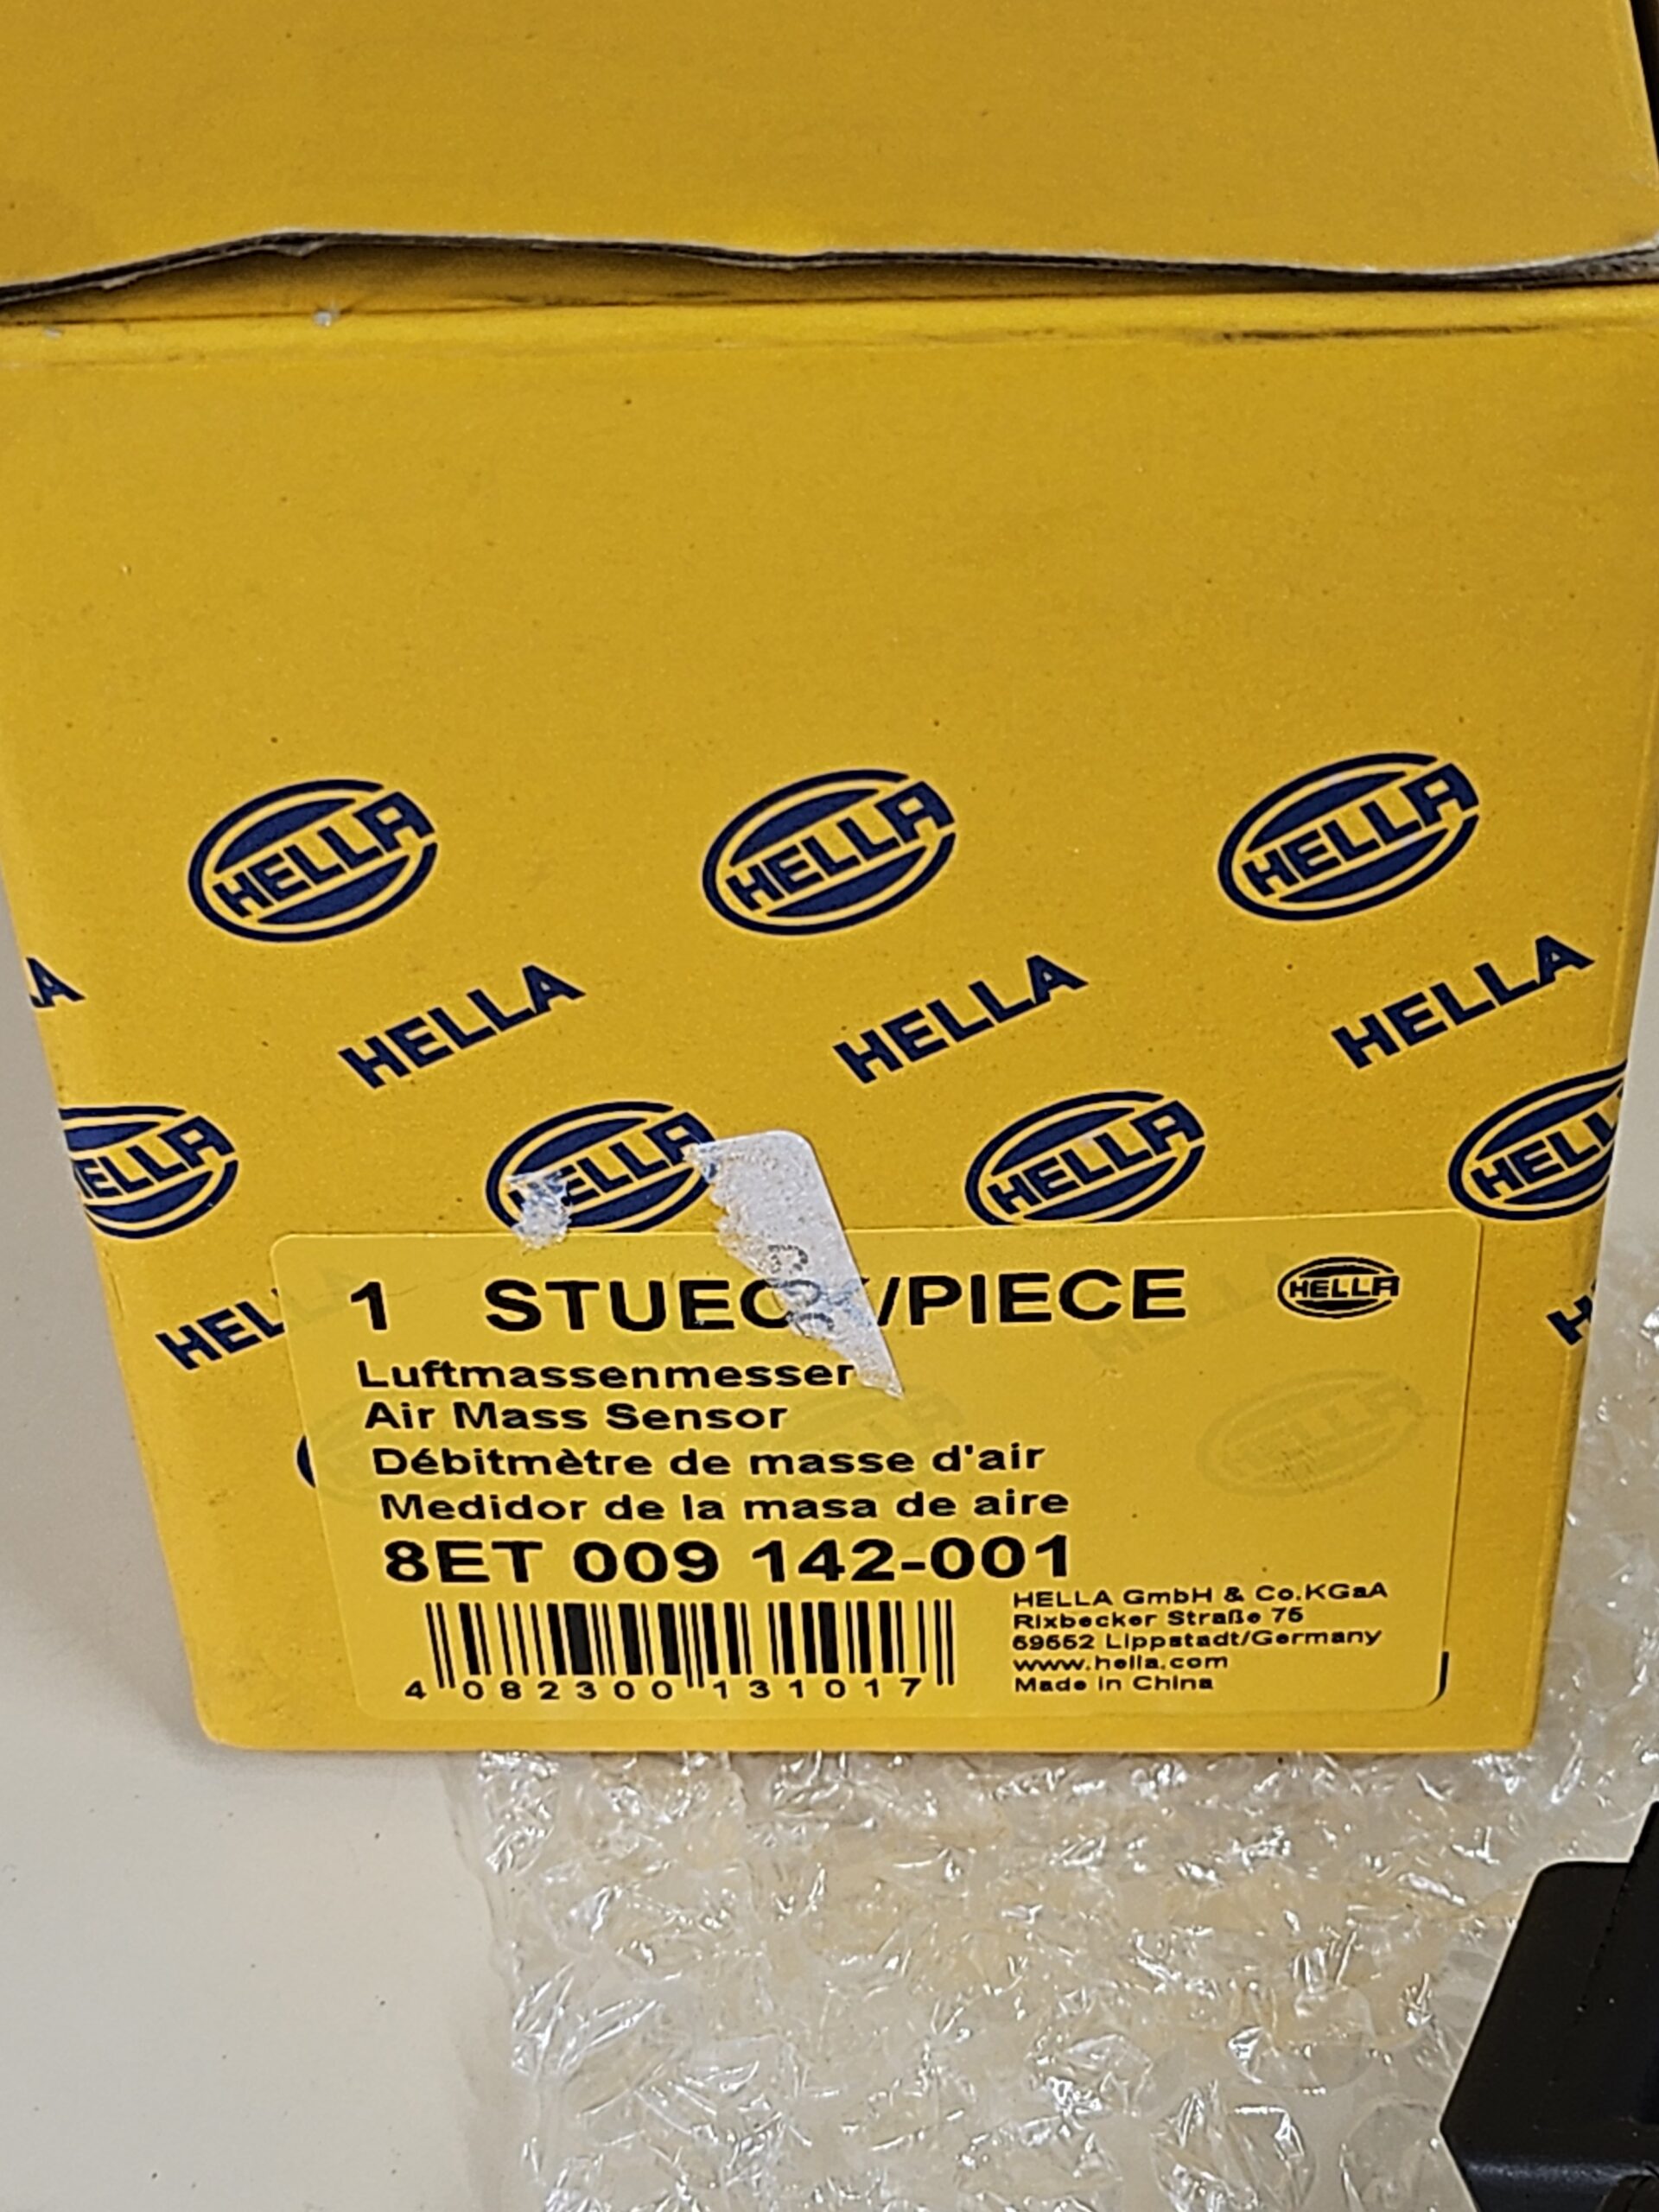 HELLA HELLA HELLA
HELLA HELLA HELLA
HELLA HELLA HELLA HELLA
1 STUECK/PIECE HELLA
Luftmassenmesser
Air Mass Sensor
Débitmètre de masse d'air
Medidor de la masa de aire
8ET 009 142-001
4 082300 131017
HELLA GmbH & Co.KGaA
Rixbecker Straße 75
59552 Lippstadt/Germany
www.hella.com
Made in China